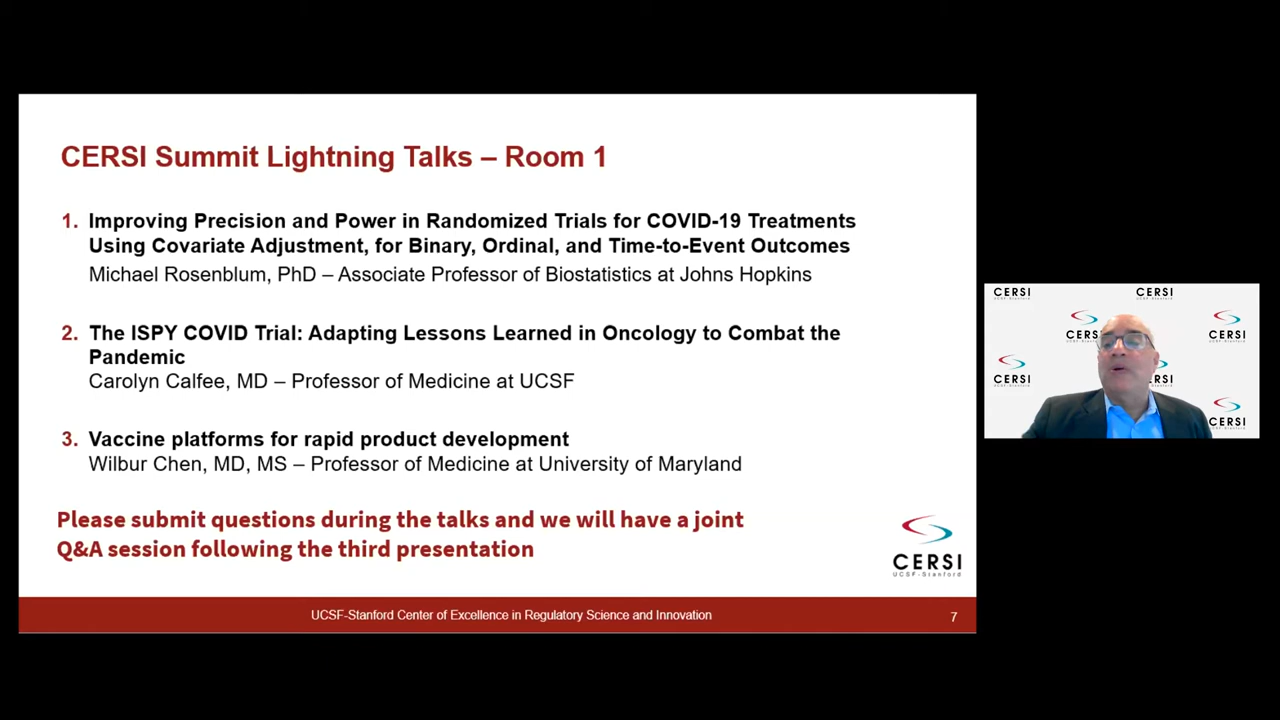 CERSI Summit Lightning Talks – Room 1
1. Improving Precision and Power in Randomized Trials for COVID-19 Treatments
Using Covariate Adjustment, for Binary, Ordinal, and Time-to-Event Outcomes
Michael Rosenblum, PhD – Associate Professor of Biostatistics at Johns Hopkins
2. The ISPY COVID Trial: Adapting Lessons Learned in Oncology to Combat the
Pandemic
Carolyn Calfee, MD – Professor of Medicine at UCSF
3. Vaccine platforms for rapid product development
Wilbur Chen, MD, MS – Professor of Medicine at University of Maryland
Please submit questions during the talks and we will have a joint
Q&A session following the third presentation
CERSI
UCSF-Stanford
UCSF-Stanford Center of Excellence in Regulatory Science and Innovation
7
CERSI
CERSI
CERSI
CERSI
CERSI
CERSI
CERSI